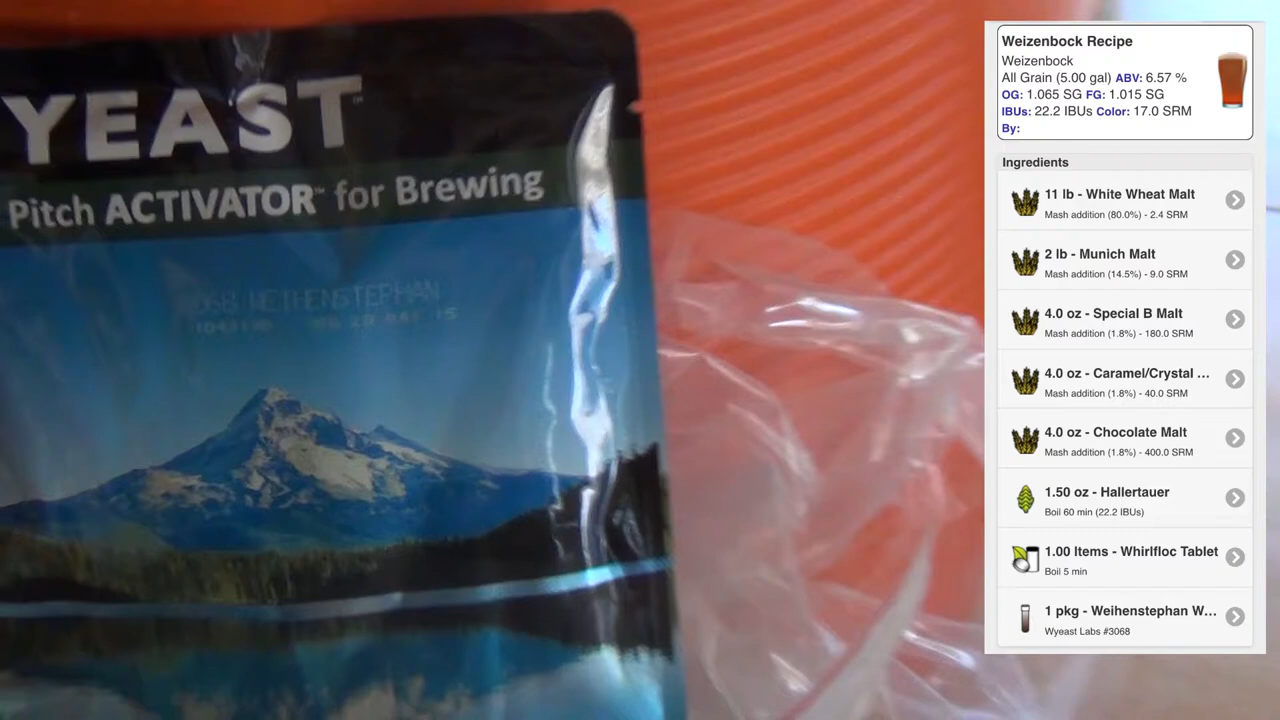 YEAST™
Pitch ACTIVATOR™ for Brewing
Weizenbock Recipe
Weizenbock
All Grain (5.00 gal) ABV: 6.57 %
OG: 1.065 SG FG: 1.015 SG
IBUs: 22.2 IBUs Color: 17.0 SRM
By:
Ingredients
11 lb - White Wheat Malt
Mash addition (80.0%) - 2.4 SRM
2 lb - Munich Malt
Mash addition (14.5%) - 9.0 SRM
4.0 oz - Special B Malt
Mash addition (1.8%) - 180.0 SRM
4.0 oz - Caramel/Crystal ...
Mash addition (1.8%) - 40.0 SRM
4.0 oz - Chocolate Malt
Mash addition (1.8%) - 400.0 SRM
1.50 oz - Hallertauer
Boil 60 min (22.2 IBUs)
1.00 Items - Whirlfloc Tablet
Boil 5 min
1 pkg - Weihenstephan W...
Wyeast Labs #3068